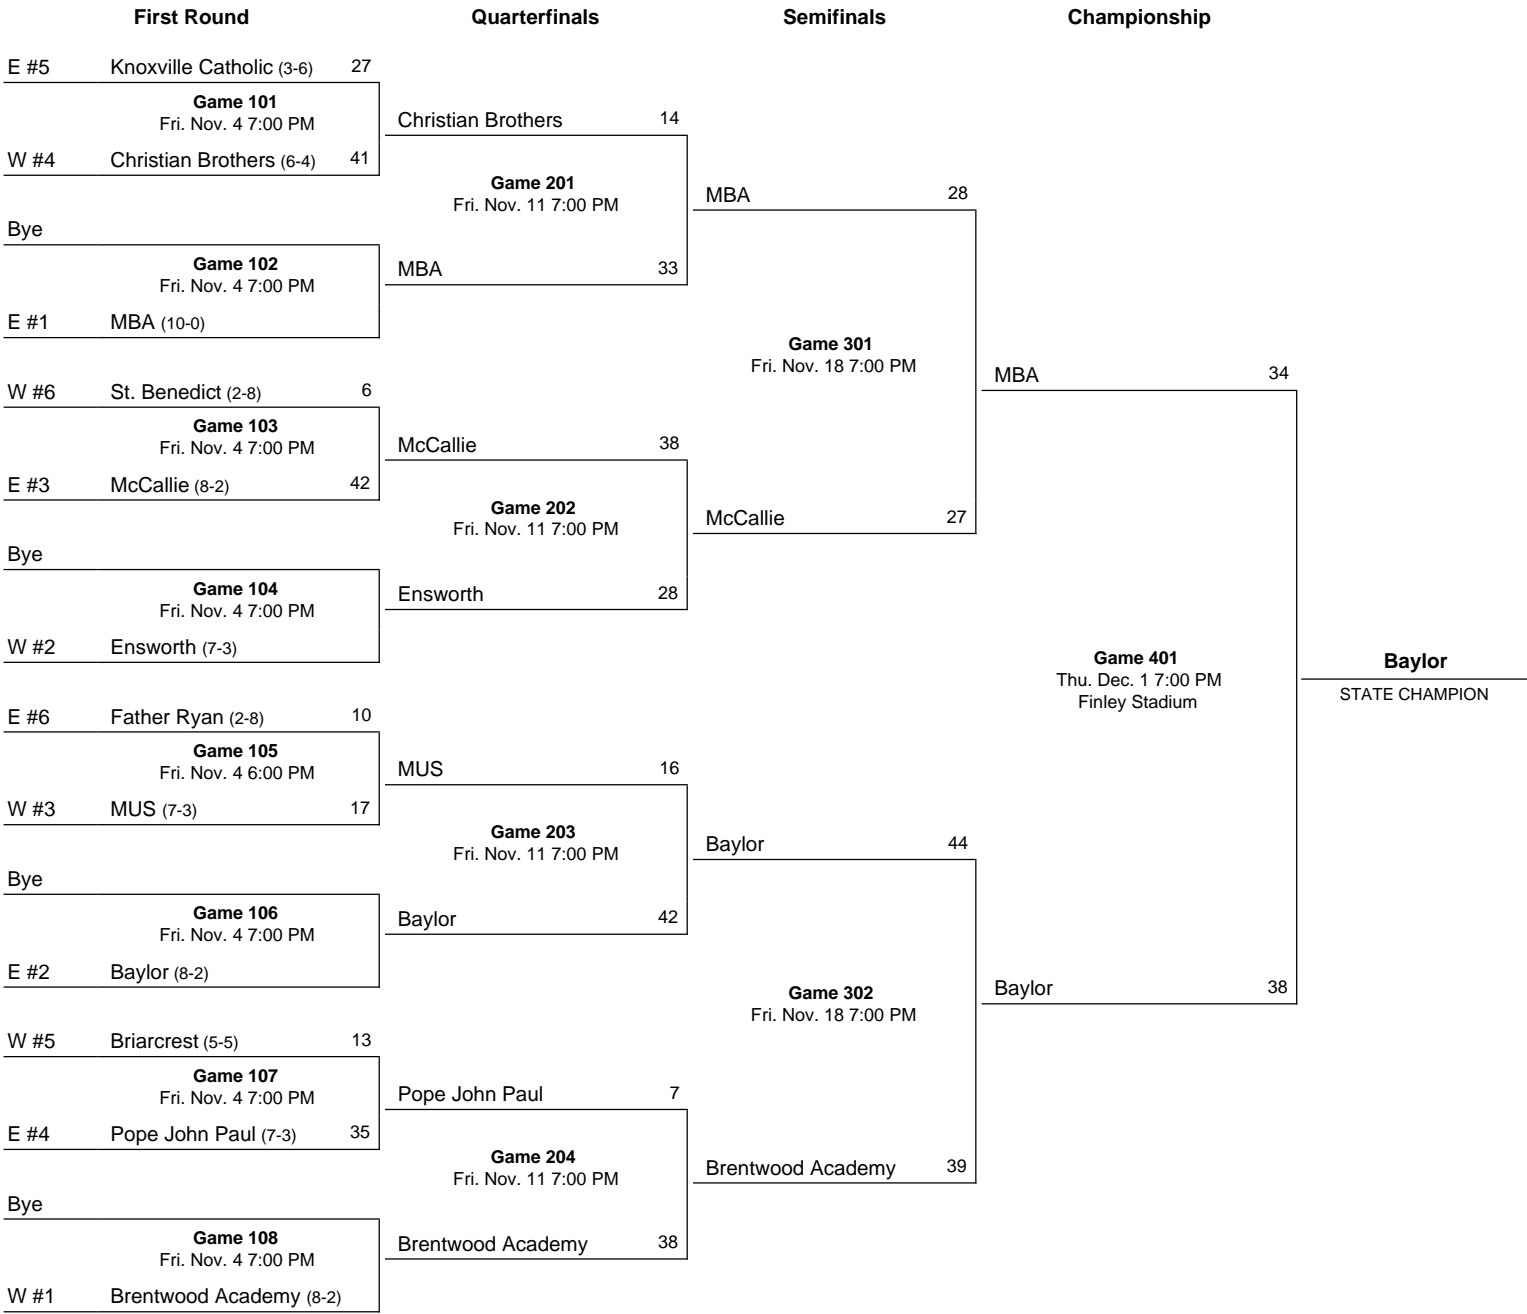 First Round Quarterfinals Semifinals Championship
E #5 Knoxville Catholic (3-6) 27
Game 101
Fri. Nov. 4 7:00 PM
W #4 Christian Brothers (6-4) 41
Bye
Game 102
Fri. Nov. 4 7:00 PM
E #1 MBA (10-0)
W #6 St. Benedict (2-8) 6
Game 103
Fri. Nov. 4 7:00 PM
E #3 McCallie (8-2) 42
Bye
Game 104
Fri. Nov. 4 7:00 PM
W #2 Ensworth (7-3)
E #6 Father Ryan (2-8) 10
Game 105
Fri. Nov. 4 6:00 PM
W #3 MUS (7-3) 17
Bye
Game 106
Fri. Nov. 4 7:00 PM
E #2 Baylor (8-2)
W #5 Briarcrest (5-5) 13
Game 107
Fri. Nov. 4 7:00 PM
E #4 Pope John Paul (7-3) 35
Bye
Game 108
Fri. Nov. 4 7:00 PM
W #1 Brentwood Academy (8-2)
Christian Brothers 14
Game 201
Fri. Nov. 11 7:00 PM
MBA 33
McCallie 38
Game 202
Fri. Nov. 11 7:00 PM
Ensworth 28
MUS 16
Game 203
Fri. Nov. 11 7:00 PM
Baylor 42
Pope John Paul 7
Game 204
Fri. Nov. 11 7:00 PM
Brentwood Academy 38
MBA 28
Game 301
Fri. Nov. 18 7:00 PM
McCallie 27
Baylor 44
Game 302
Fri. Nov. 18 7:00 PM
Brentwood Academy 39
MBA 34
Game 401
Thu. Dec. 1 7:00 PM
Finley Stadium
Baylor 38
Baylor
STATE CHAMPION